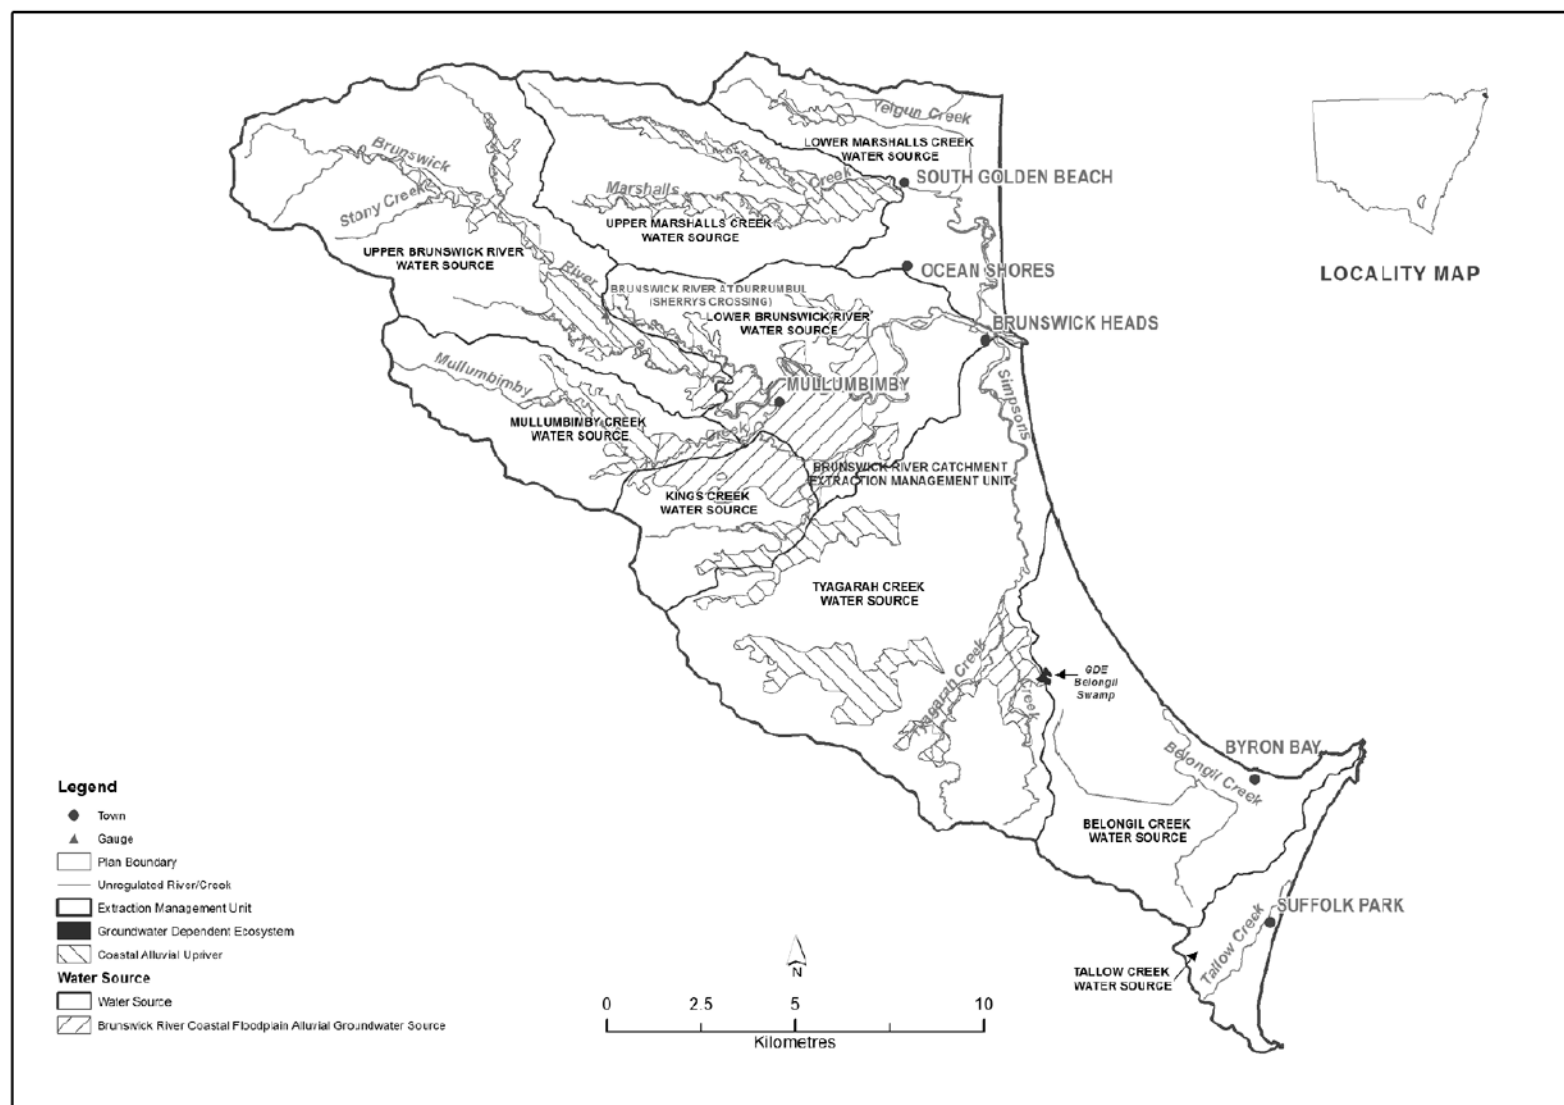 Yelgun Creek
LOWER MARSHALLS CREEK
WATER SOURCE
SOUTH GOLDEN BEACH
Brunswick
Stony Creek
Marshalls
Creek
UPPER MARSHALLS CREEK
WATER SOURCE
UPPER BRUNSWICK RIVER
WATER SOURCE
River
OCEAN SHORES
LOCALITY MAP
BRUNSWICK RIVER AT DURRUMBUL
(SHERRYS CROSSING)
LOWER BRUNSWICK RIVER
WATER SOURCE
BRUNSWICK HEADS
Mullumbimby
MULLUMBIMBY
Simpsons
MULLUMBIMBY CREEK
WATER SOURCE
Creek
BRUNSWICK RIVER CATCHMENT
EXTRACTION MANAGEMENT UNIT
KINGS CREEK
WATER SOURCE
TYAGARAH CREEK
WATER SOURCE
Tyagarah Creek
Creek
GDE
Belongil
Swamp
BYRON BAY
Belongil Creek
BELONGIL CREEK
WATER SOURCE
SUFFOLK PARK
Tallow Creek
TALLOW CREEK
WATER SOURCE
Legend
Town
Gauge
Plan Boundary
Unregulated River/Creek
Extraction Management Unit
Groundwater Dependent Ecosystem
Coastal Alluvial Upriver
Water Source
Water Source
Brunswick River Coastal Floodplain Alluvial Groundwater Source
N
0 2.5 5 10
Kilometres